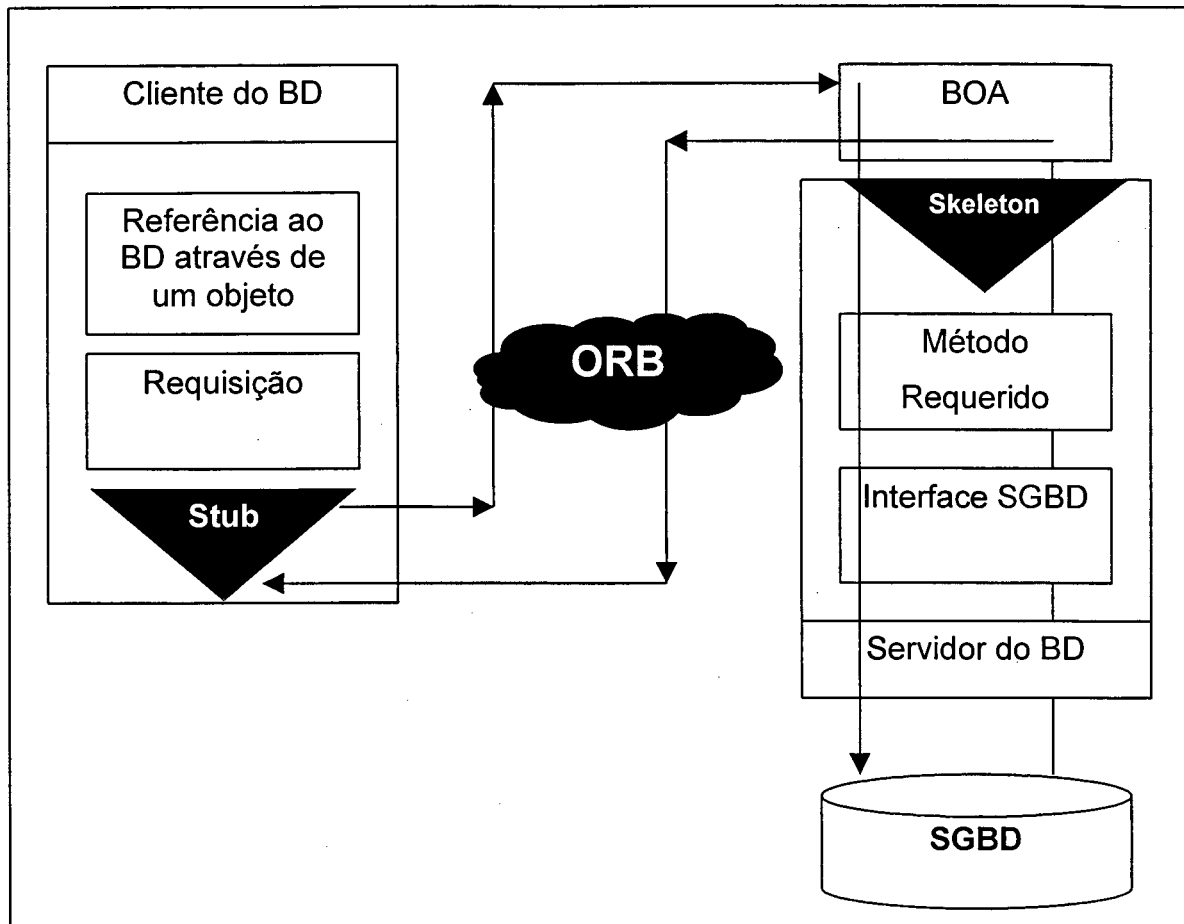 Cliente do BD
Referência ao
BD através de
um objeto
Requisição
Stub
ORB
BOA
Skeleton
Método
Requerido
Interface SGBD
Servidor do BD
SGBD